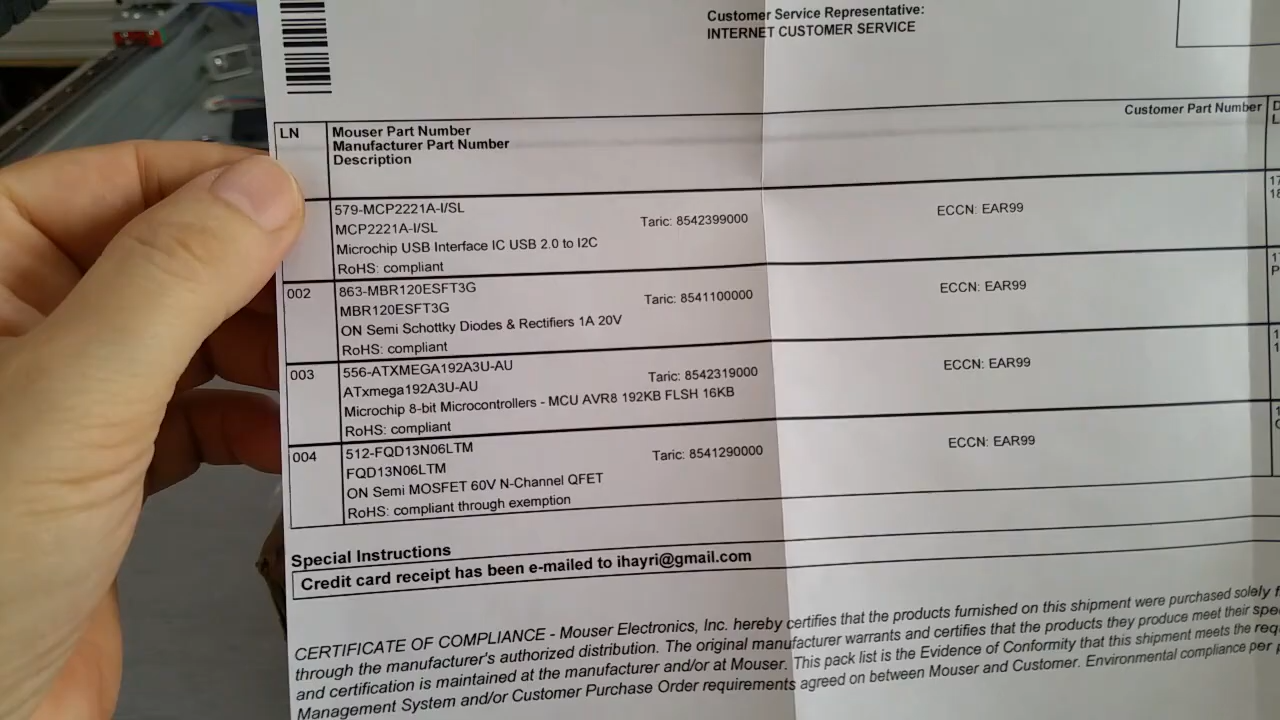 Customer Service Representative:
INTERNET CUSTOMER SERVICE
LN
Mouser Part Number
Manufacturer Part Number
Description
Customer Part Number
579-MCP2221A-I/SL
MCP2221A-I/SL
Taric: 8542399000
ECCN: EAR99
Microchip USB Interface IC USB 2.0 to I2C
RoHS: compliant
002
863-MBR120ESFT3G
MBR120ESFT3G
Taric: 8541100000
ECCN: EAR99
ON Semi Schottky Diodes & Rectifiers 1A 20V
RoHS: compliant
003
556-ATXMEGA192A3U-AU
ATxmega192A3U-AU
Taric: 8542319000
ECCN: EAR99
Microchip 8-bit Microcontrollers - MCU AVR8 192KB FLSH 16KB
RoHS: compliant
004
512-FQD13N06LTM
FQD13N06LTM
Taric: 8541290000
ECCN: EAR99
ON Semi MOSFET 60V N-Channel QFET
RoHS: compliant through exemption
Special Instructions
Credit card receipt has been e-mailed to ihayri@gmail.com
CERTIFICATE OF COMPLIANCE - Mouser Electronics, Inc. hereby certifies that the products furnished on this shipment were purchased solely
through the manufacturer's authorized distribution. The original manufacturer warrants and certifies that the products they produce meet their
and certification is maintained at the manufacturer and/or at Mouser. This pack list is the Evidence of Conformity that this shipment meets the
Management System and/or Customer Purchase Order requirements agreed on between Mouser and Customer. Environmental compliance per